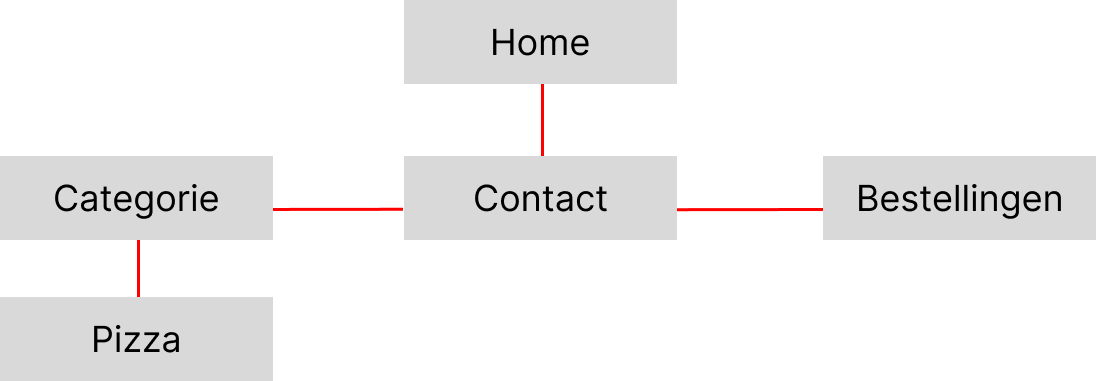 Home
Categorie
Contact
Bestellingen
Pizza